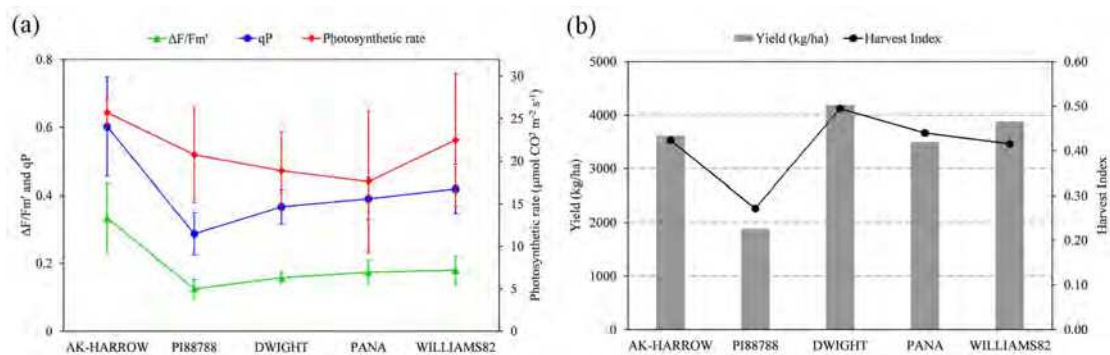 (a)
ΔF/Fm' qP Photosynthetic rate
0.8
0.6
0.4
0.2
0
ΔF/Fm' and qP
30
25
20
15
10
5
0
Photosynthetic rate (μmol CO² m⁻² s⁻¹)
AK-HARROW PI88788 DWIGHT PANA WILLIAMS82
(b)
Yield (kg/ha) Harvest Index
5000
4000
3000
2000
1000
0
Yield (kg/ha)
0.60
0.50
0.40
0.30
0.20
0.10
0.00
Harvest Index
AK-HARROW PI88788 DWIGHT PANA WILLIAMS82